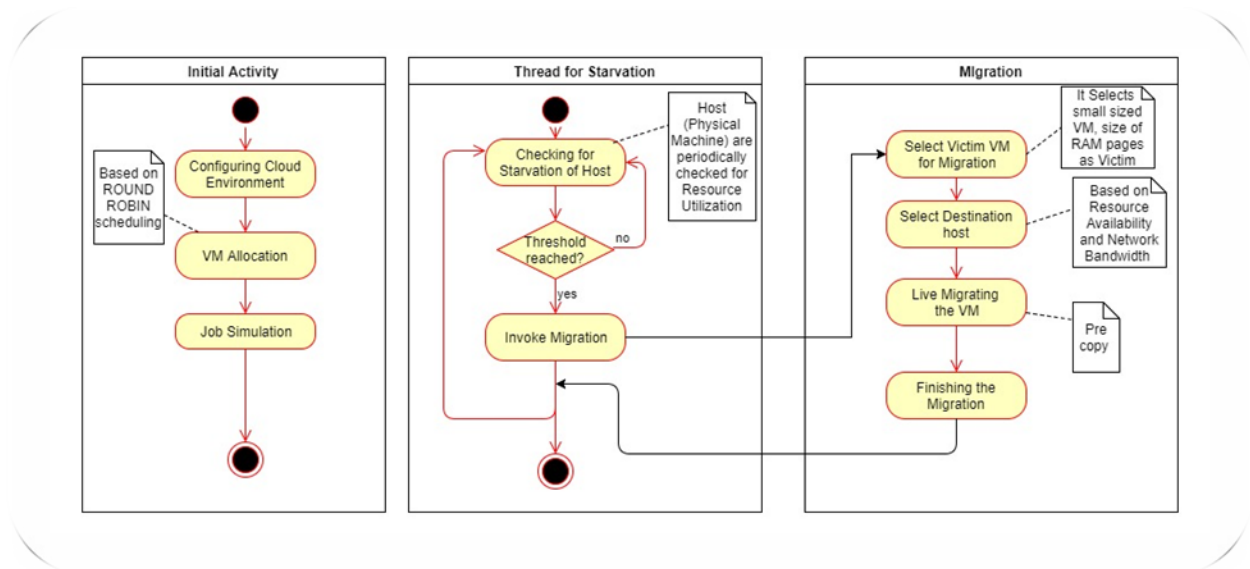 Initial Activity
Configuring Cloud
Environment
Based on
ROUND
ROBIN
scheduling
VM Allocation
Job Simulation
Thread for Starvation
Checking for
Starvation of Host
Host
(Physical
Machine) are
periodically
checked for
Resource
Utilization
Threshold
reached?
no
yes
Invoke Migration
MIgration
Select Victim VM
for Migration
It Selects
small sized
VM, size of
RAM pages
as Victim
Select Destination
host
Based on
Resource
Availability
and Network
Bandwidth
Live Migrating
the VM
Pre
copy
Finishing the
Migration